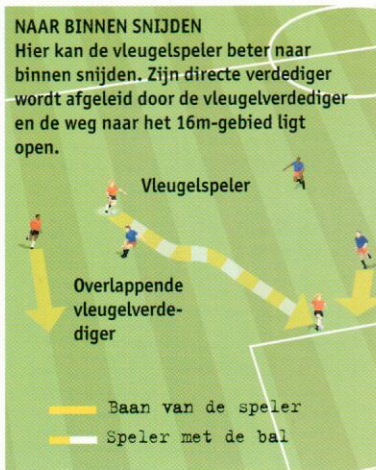 NAAR BINNEN SNIJDEN
Hier kan de vleugelspeler beter naar
binnen snijden. Zijn directe verdediger
wordt afgeleid door de vleugelverdediger
en de weg naar het 16m-gebied ligt
open.
Vleugelspeler
Overlappende
vleugelverde-
diger
Baan van de speler
Speler met de bal